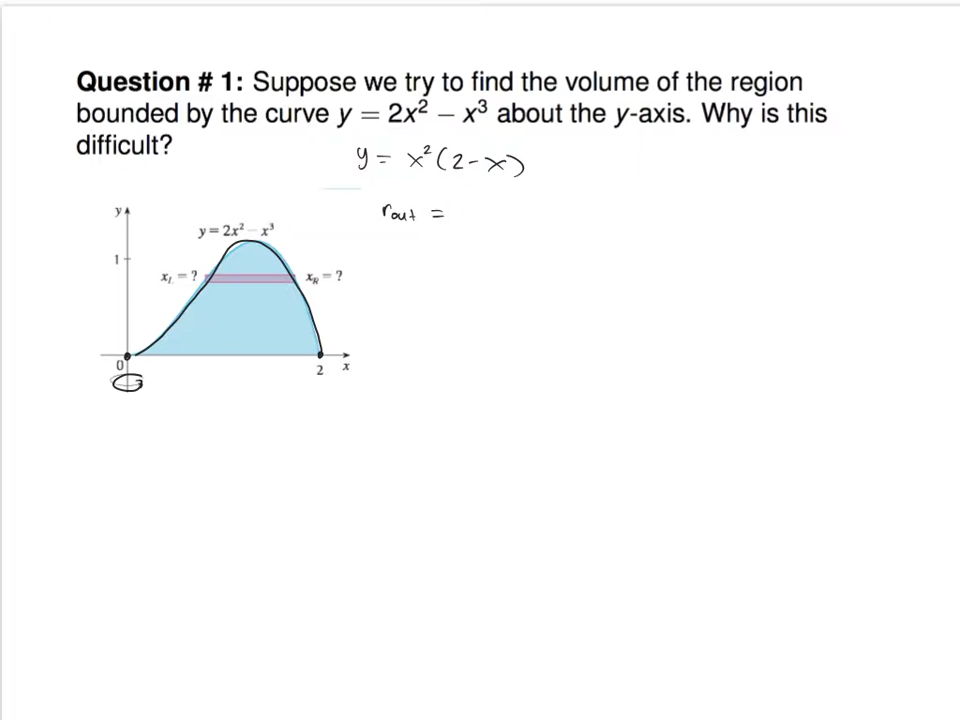 Question # 1: Suppose we try to find the volume of the region
bounded by the curve y = 2x² – x³ about the y-axis. Why is this
difficult?
y = x²(2-x)
r_out =
y
y = 2x² – x³
1
x_L = ?
x_R = ?
0
2
x